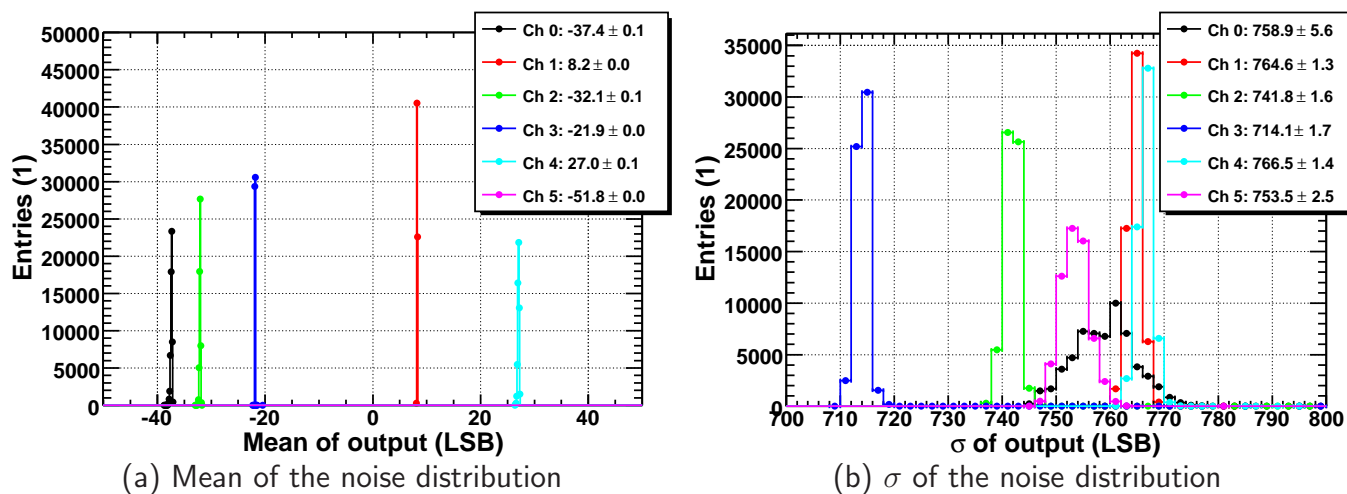 Entries (1)
50000
45000
40000
35000
30000
25000
20000
15000
10000
5000
0
-40
-20
0
20
40
Mean of output (LSB)
Ch 0: -37.4 ± 0.1
Ch 1: 8.2 ± 0.0
Ch 2: -32.1 ± 0.1
Ch 3: -21.9 ± 0.0
Ch 4: 27.0 ± 0.1
Ch 5: -51.8 ± 0.0
(a) Mean of the noise distribution
Entries (1)
35000
30000
25000
20000
15000
10000
5000
0
700
710
720
730
740
750
760
770
780
790
800
σ of output (LSB)
Ch 0: 758.9 ± 5.6
Ch 1: 764.6 ± 1.3
Ch 2: 741.8 ± 1.6
Ch 3: 714.1 ± 1.7
Ch 4: 766.5 ± 1.4
Ch 5: 753.5 ± 2.5
(b) σ of the noise distribution